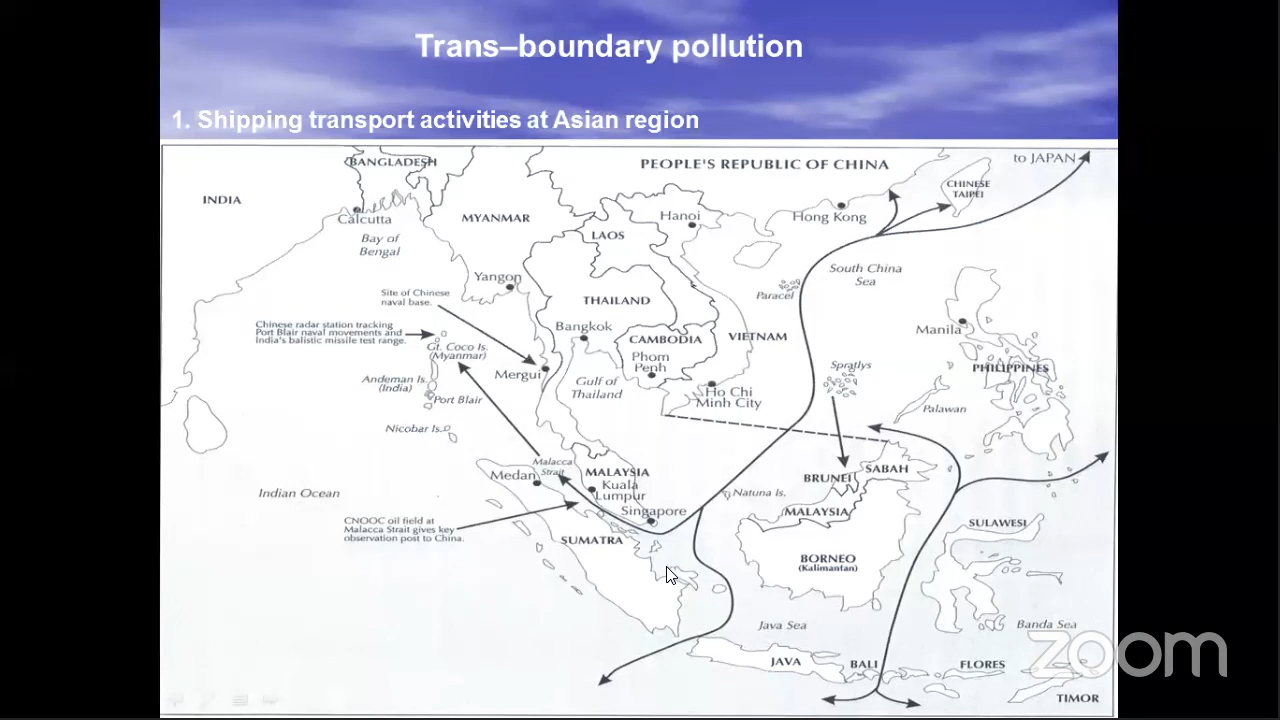 Trans–boundary pollution
1. Shipping transport activities at Asian region
BANGLADESH
PEOPLE'S REPUBLIC OF CHINA
to JAPAN
INDIA
CHINESE
TAIPEI
Calcutta
MYANMAR
Hanoi
Hong Kong
Bay of
Bengal
LAOS
Yangon
South China
Sea
Site of Chinese
naval base.
THAILAND
Paracel
Chinese radar station tracking
Port Blair naval movements and
India's ballistic missile test range.
Bangkok
Manila
Gt. Coco Is.
(Myanmar)
CAMBODIA
VIETNAM
Phom
Penh
Mergui
Spratlys
PHILIPPINES
Andeman Is.
(India)
Gulf of
Thailand
Port Blair
Ho Chi
Minh City
Palawan
Nicobar Is.
Malacca
Strait
Medan
MALAYSIA
Kuala
Lumpur
BRUNEI
SABAH
Indian Ocean
Natuna Is.
Singapore
MALAYSIA
CNOOC oil field at
Malacca Strait gives key
observation post to China.
SULAWESI
SUMATRA
BORNEO
(Kalimantan)
Java Sea
Banda Sea
JAVA
BALI
FLORES
TIMOR
zoom